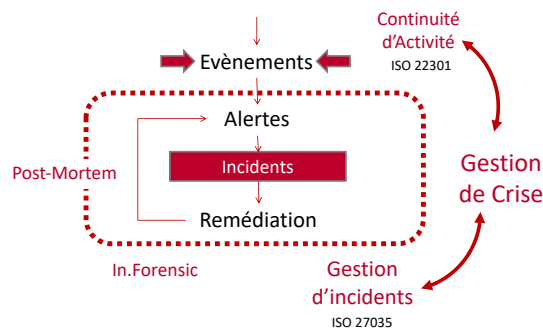 Continuité
d'Activité
ISO 22301
Evènements
Alertes
Post-Mortem
Incidents
Gestion
de Crise
Remédiation
In.Forensic
Gestion
d'incidents
ISO 27035